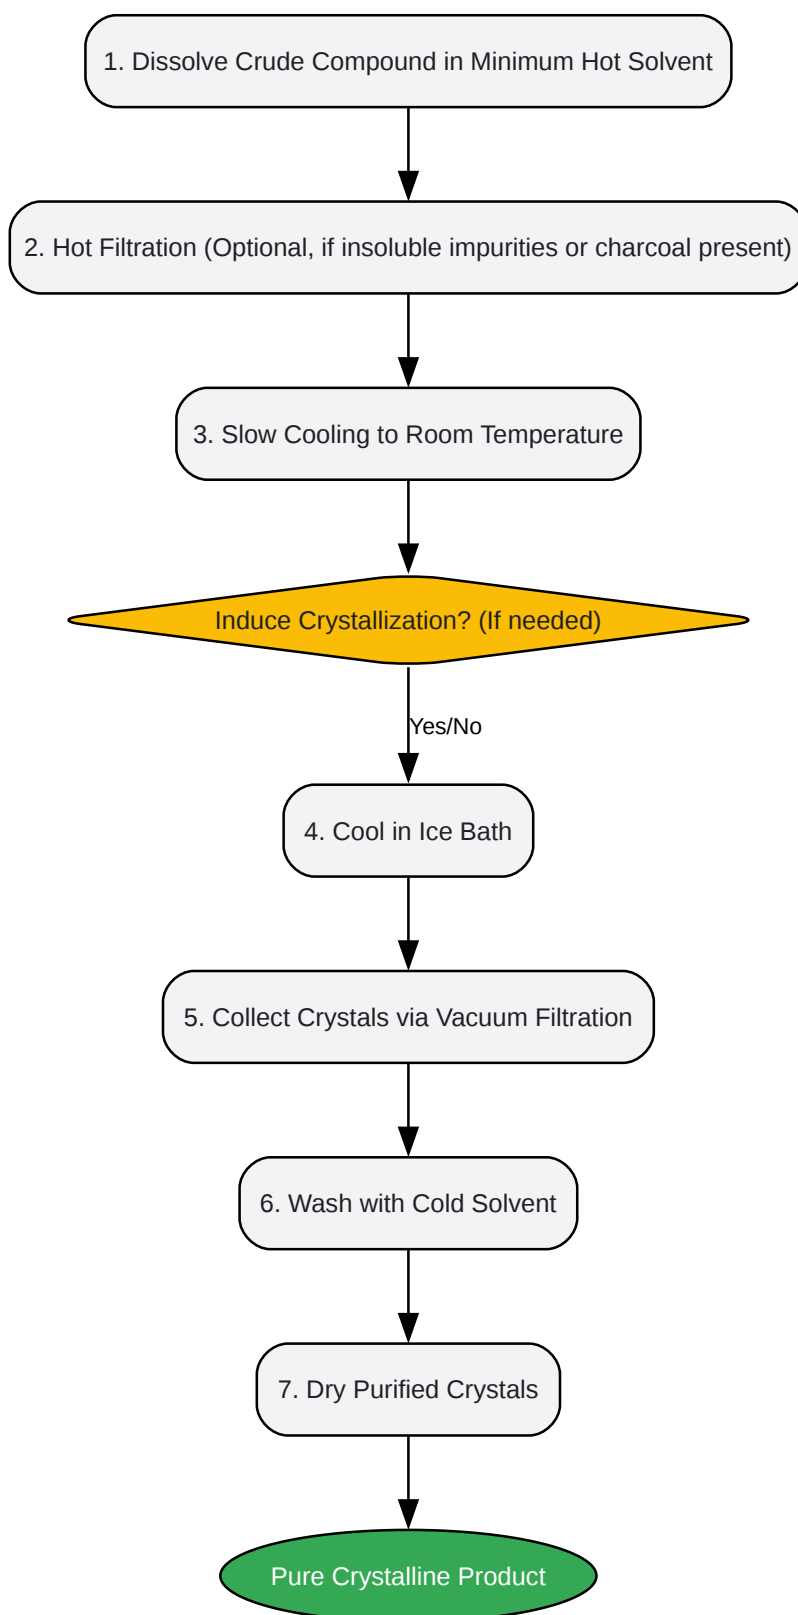 1. Dissolve Crude Compound in Minimum Hot Solvent
2. Hot Filtration (Optional, if insoluble impurities or charcoal present)
3. Slow Cooling to Room Temperature
Induce Crystallization? (If needed)
Yes/No
4. Cool in Ice Bath
5. Collect Crystals via Vacuum Filtration
6. Wash with Cold Solvent
7. Dry Purified Crystals
Pure Crystalline Product